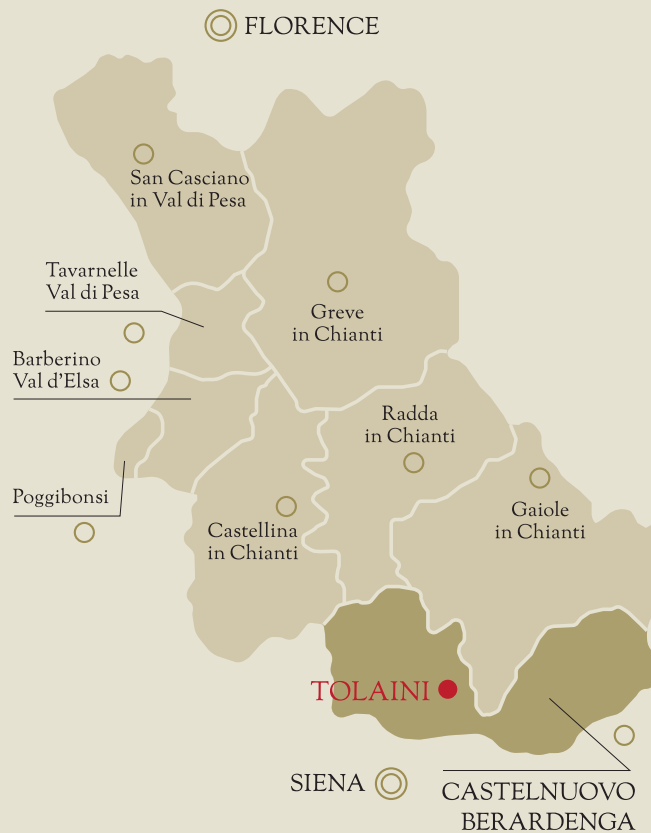 FLORENCE
San Casciano
in Val di Pesa
Tavarnelle
Val di Pesa
Greve
in Chianti
Barberino
Val d'Elsa
Radda
in Chianti
Poggibonsi
Gaiole
in Chianti
Castellina
in Chianti
TOLAINI
SIENA
CASTELNUOVO
BERARDENGA